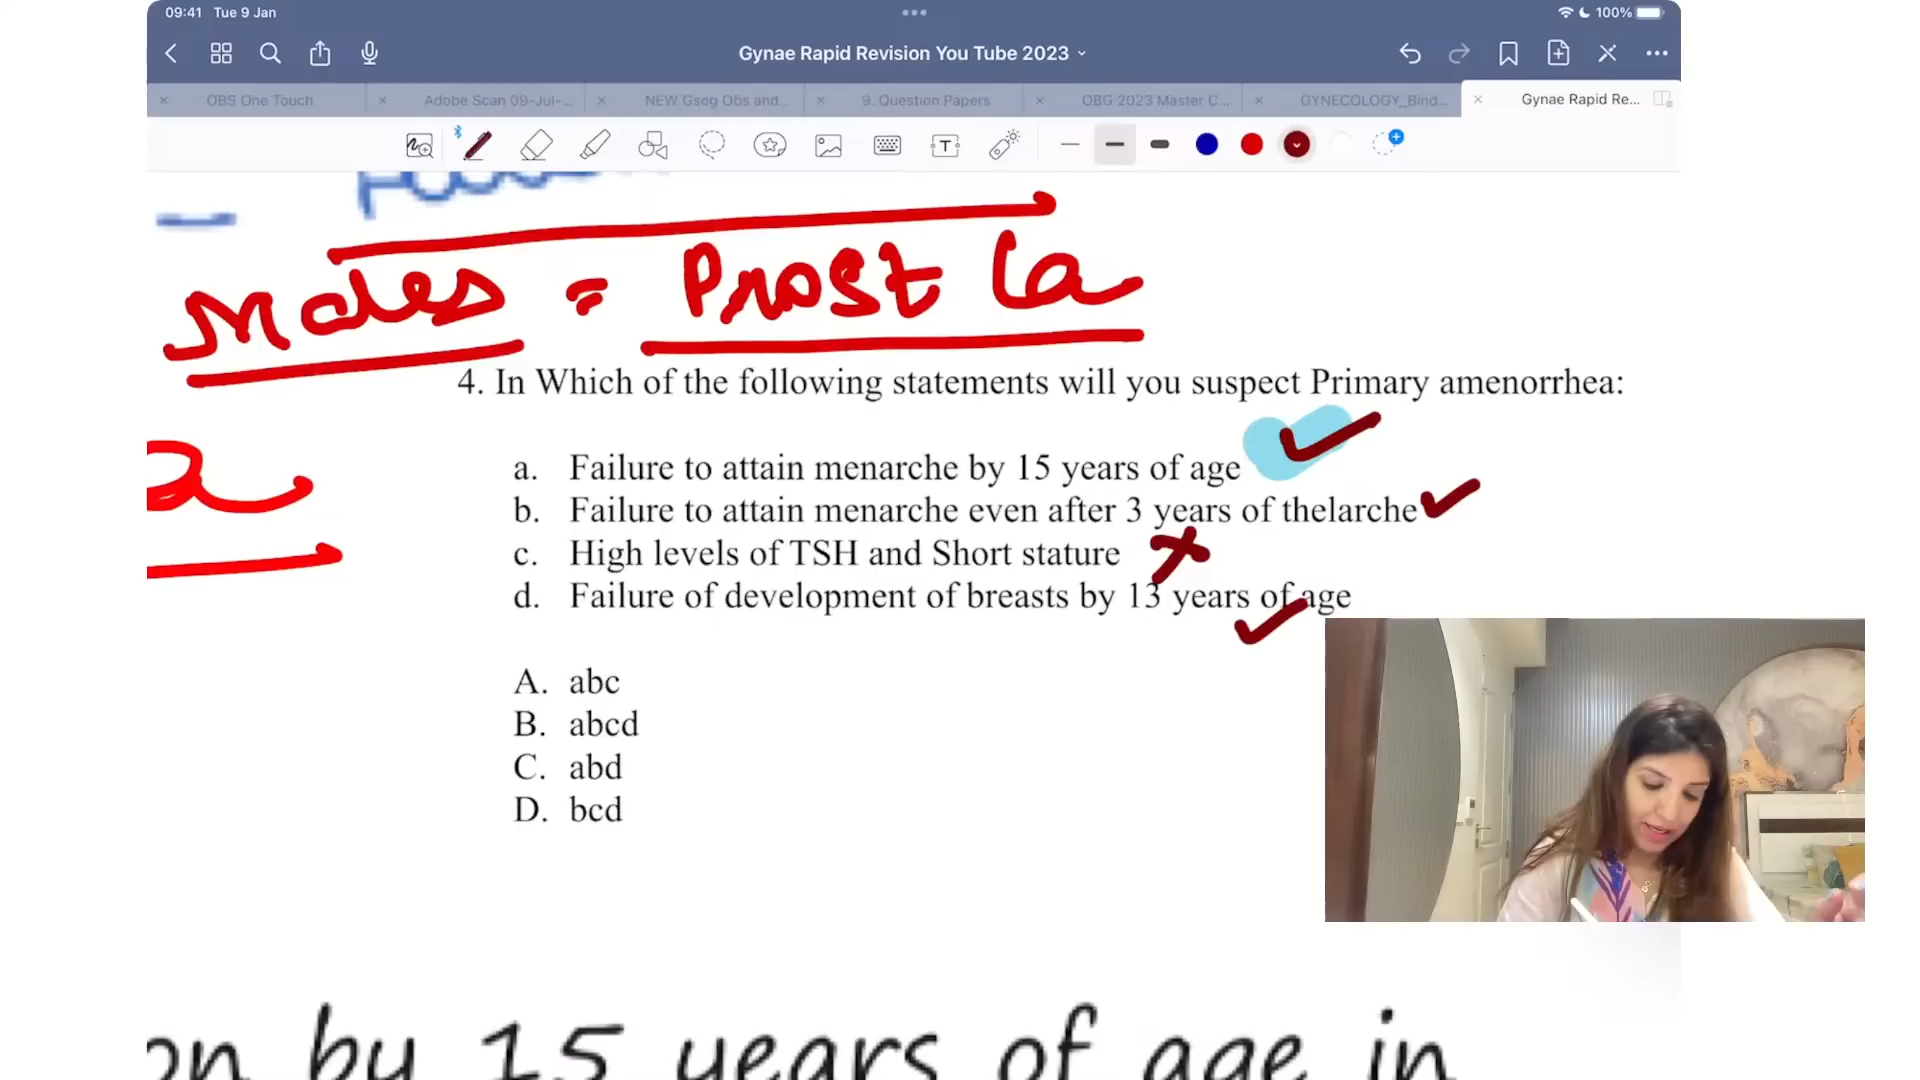 09:41 Tue 9 Jan
100%
Gynae Rapid Revision You Tube 2023
OBS One Touch
Adobe Scan 09-Jul-...
NEW Gsog Obs and...
9. Question Papers
OBG 2023 Master C...
GYNECOLOGY_Bind...
Gynae Rapid Re...
Males = Prost Ca
4. In Which of the following statements will you suspect Primary amenorrhea:
a. Failure to attain menarche by 15 years of age
b. Failure to attain menarche even after 3 years of thelarche
c. High levels of TSH and Short stature
d. Failure of development of breasts by 13 years of age
A. abc
B. abcd
C. abd
D. bcd
on by 15 years of age in